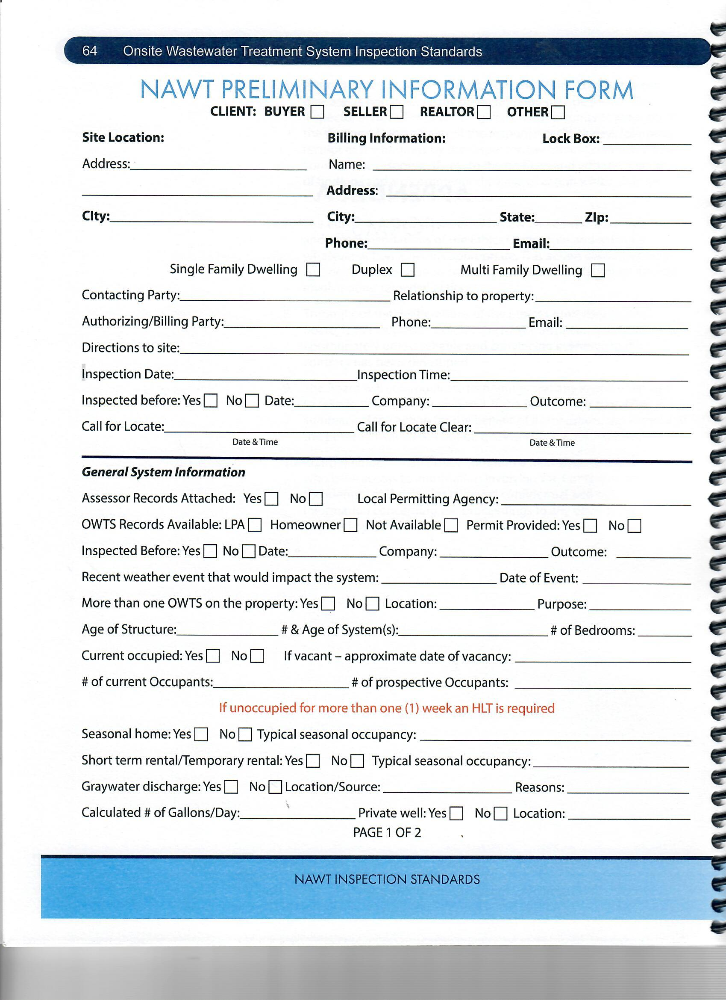 64 Onsite Wastewater Treatment System Inspection Standards
NAWT PRELIMINARY INFORMATION FORM
CLIENT: BUYER □ SELLER □ REALTOR □ OTHER □
Site Location: Billing Information: Lock Box: ____________
Address: ____________ Name: ____________
____________ Address: ____________
CIty: ____________ City: ____________ State: ______ ZIp: ____________
Phone: ____________ Email: ____________
Single Family Dwelling □ Duplex □ Multi Family Dwelling □
Contacting Party: ____________ Relationship to property: ____________
Authorizing/Billing Party: ____________ Phone: ____________ Email: ____________
Directions to site: ____________
Inspection Date: ____________ Inspection Time: ____________
Inspected before: Yes □ No □ Date: ____________ Company: ____________ Outcome: ____________
Call for Locate: ____________ Call for Locate Clear: ____________
Date & Time Date & Time
General System Information
Assessor Records Attached: Yes □ No □ Local Permitting Agency: ____________
OWTS Records Available: LPA □ Homeowner □ Not Available □ Permit Provided: Yes □ No □
Inspected Before: Yes □ No □ Date: ____________ Company: ____________ Outcome: ____________
Recent weather event that would impact the system: ____________ Date of Event: ____________
More than one OWTS on the property: Yes □ No □ Location: ____________ Purpose: ____________
Age of Structure: ____________ # & Age of System(s): ____________ # of Bedrooms: ____________
Current occupied: Yes □ No □ If vacant – approximate date of vacancy: ____________
# of current Occupants: ____________ # of prospective Occupants: ____________
If unoccupied for more than one (1) week an HLT is required
Seasonal home: Yes □ No □ Typical seasonal occupancy: ____________
Short term rental/Temporary rental: Yes □ No □ Typical seasonal occupancy: ____________
Graywater discharge: Yes □ No □ Location/Source: ____________ Reasons: ____________
Calculated # of Gallons/Day: ____________ Private well: Yes □ No □ Location: ____________
PAGE 1 OF 2
NAWT INSPECTION STANDARDS